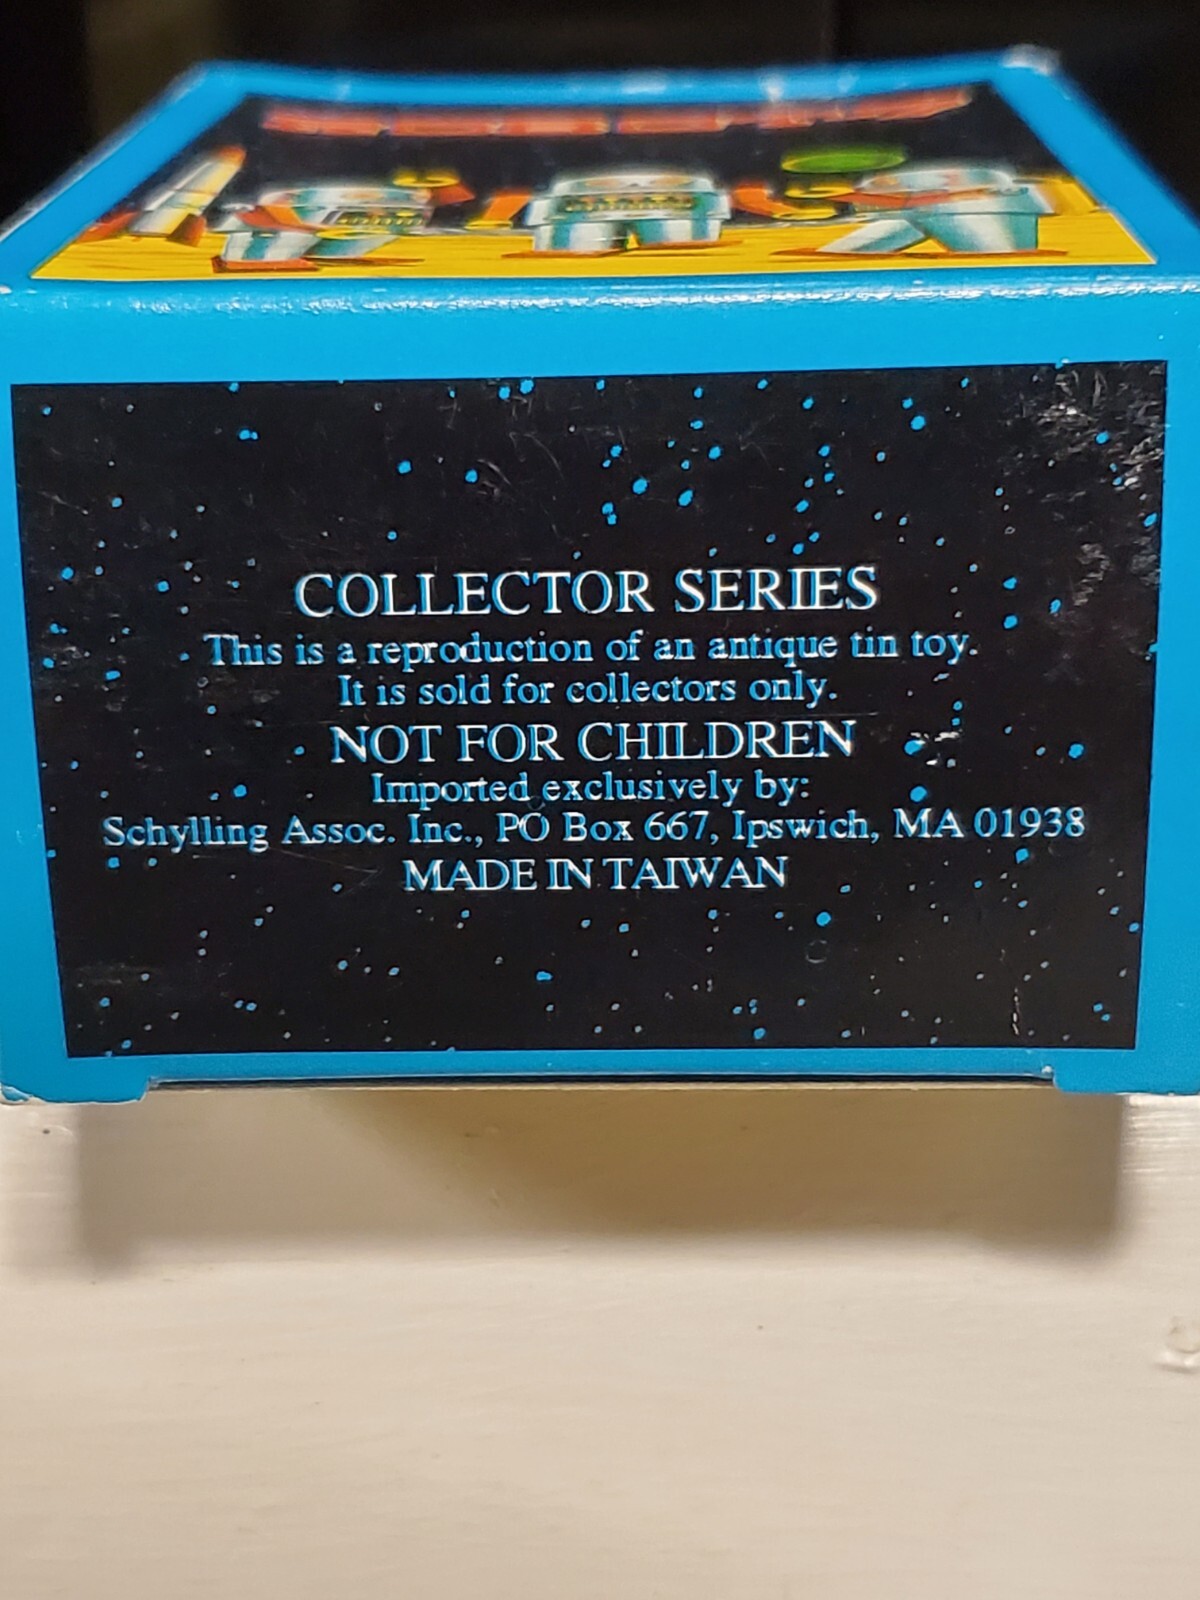 COLLECTOR SERIES
This is a reproduction of an antique tin toy.
It is sold for collectors only.
NOT FOR CHILDREN
Imported exclusively by:
Schylling Assoc. Inc., PO Box 667, Ipswich, MA 01938
MADE IN TAIWAN